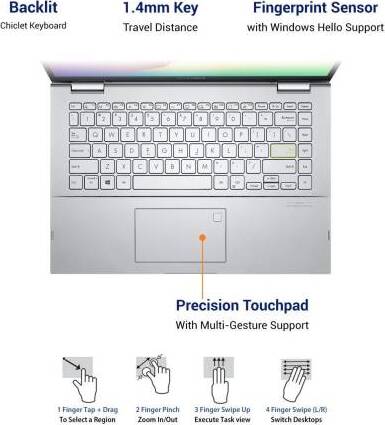 Backlit
Chiclet Keyboard
1.4mm Key
Travel Distance
Fingerprint Sensor
with Windows Hello Support
Precision Touchpad
With Multi-Gesture Support
1 Finger Tap + Drag
To Select a Region
2 Finger Pinch
Zoom In/Out
3 Finger Swipe Up
Execute Task view
4 Finger Swipe (L/R)
Switch Desktops